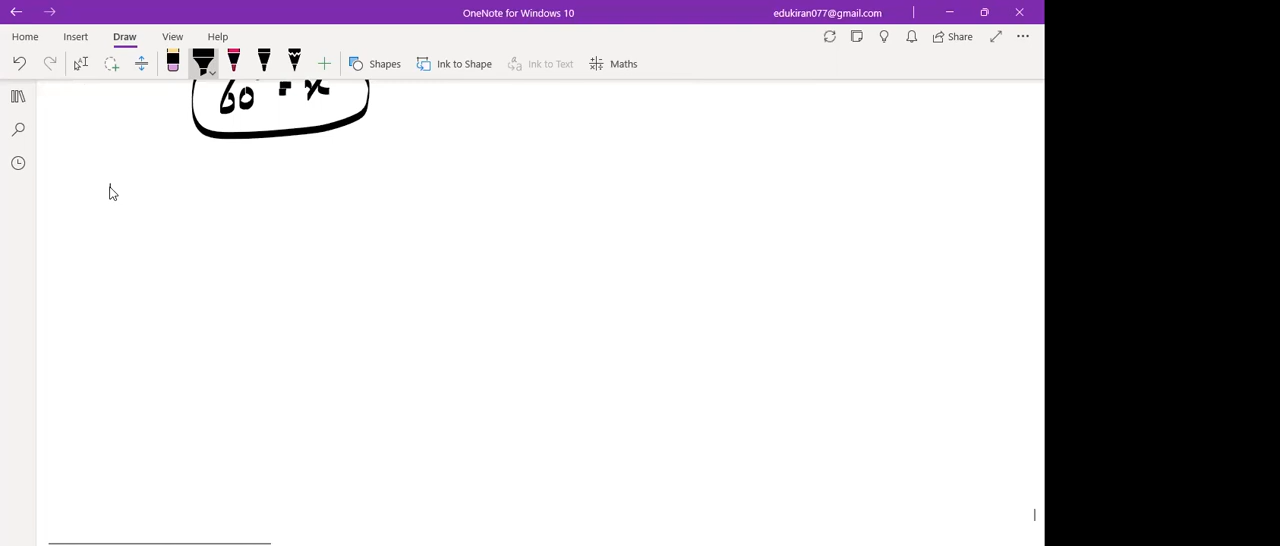 OneNote for Windows 10
edukiran077@gmail.com
Home Insert Draw View Help
Share
Shapes Ink to Shape Ink to Text Maths
60° = x